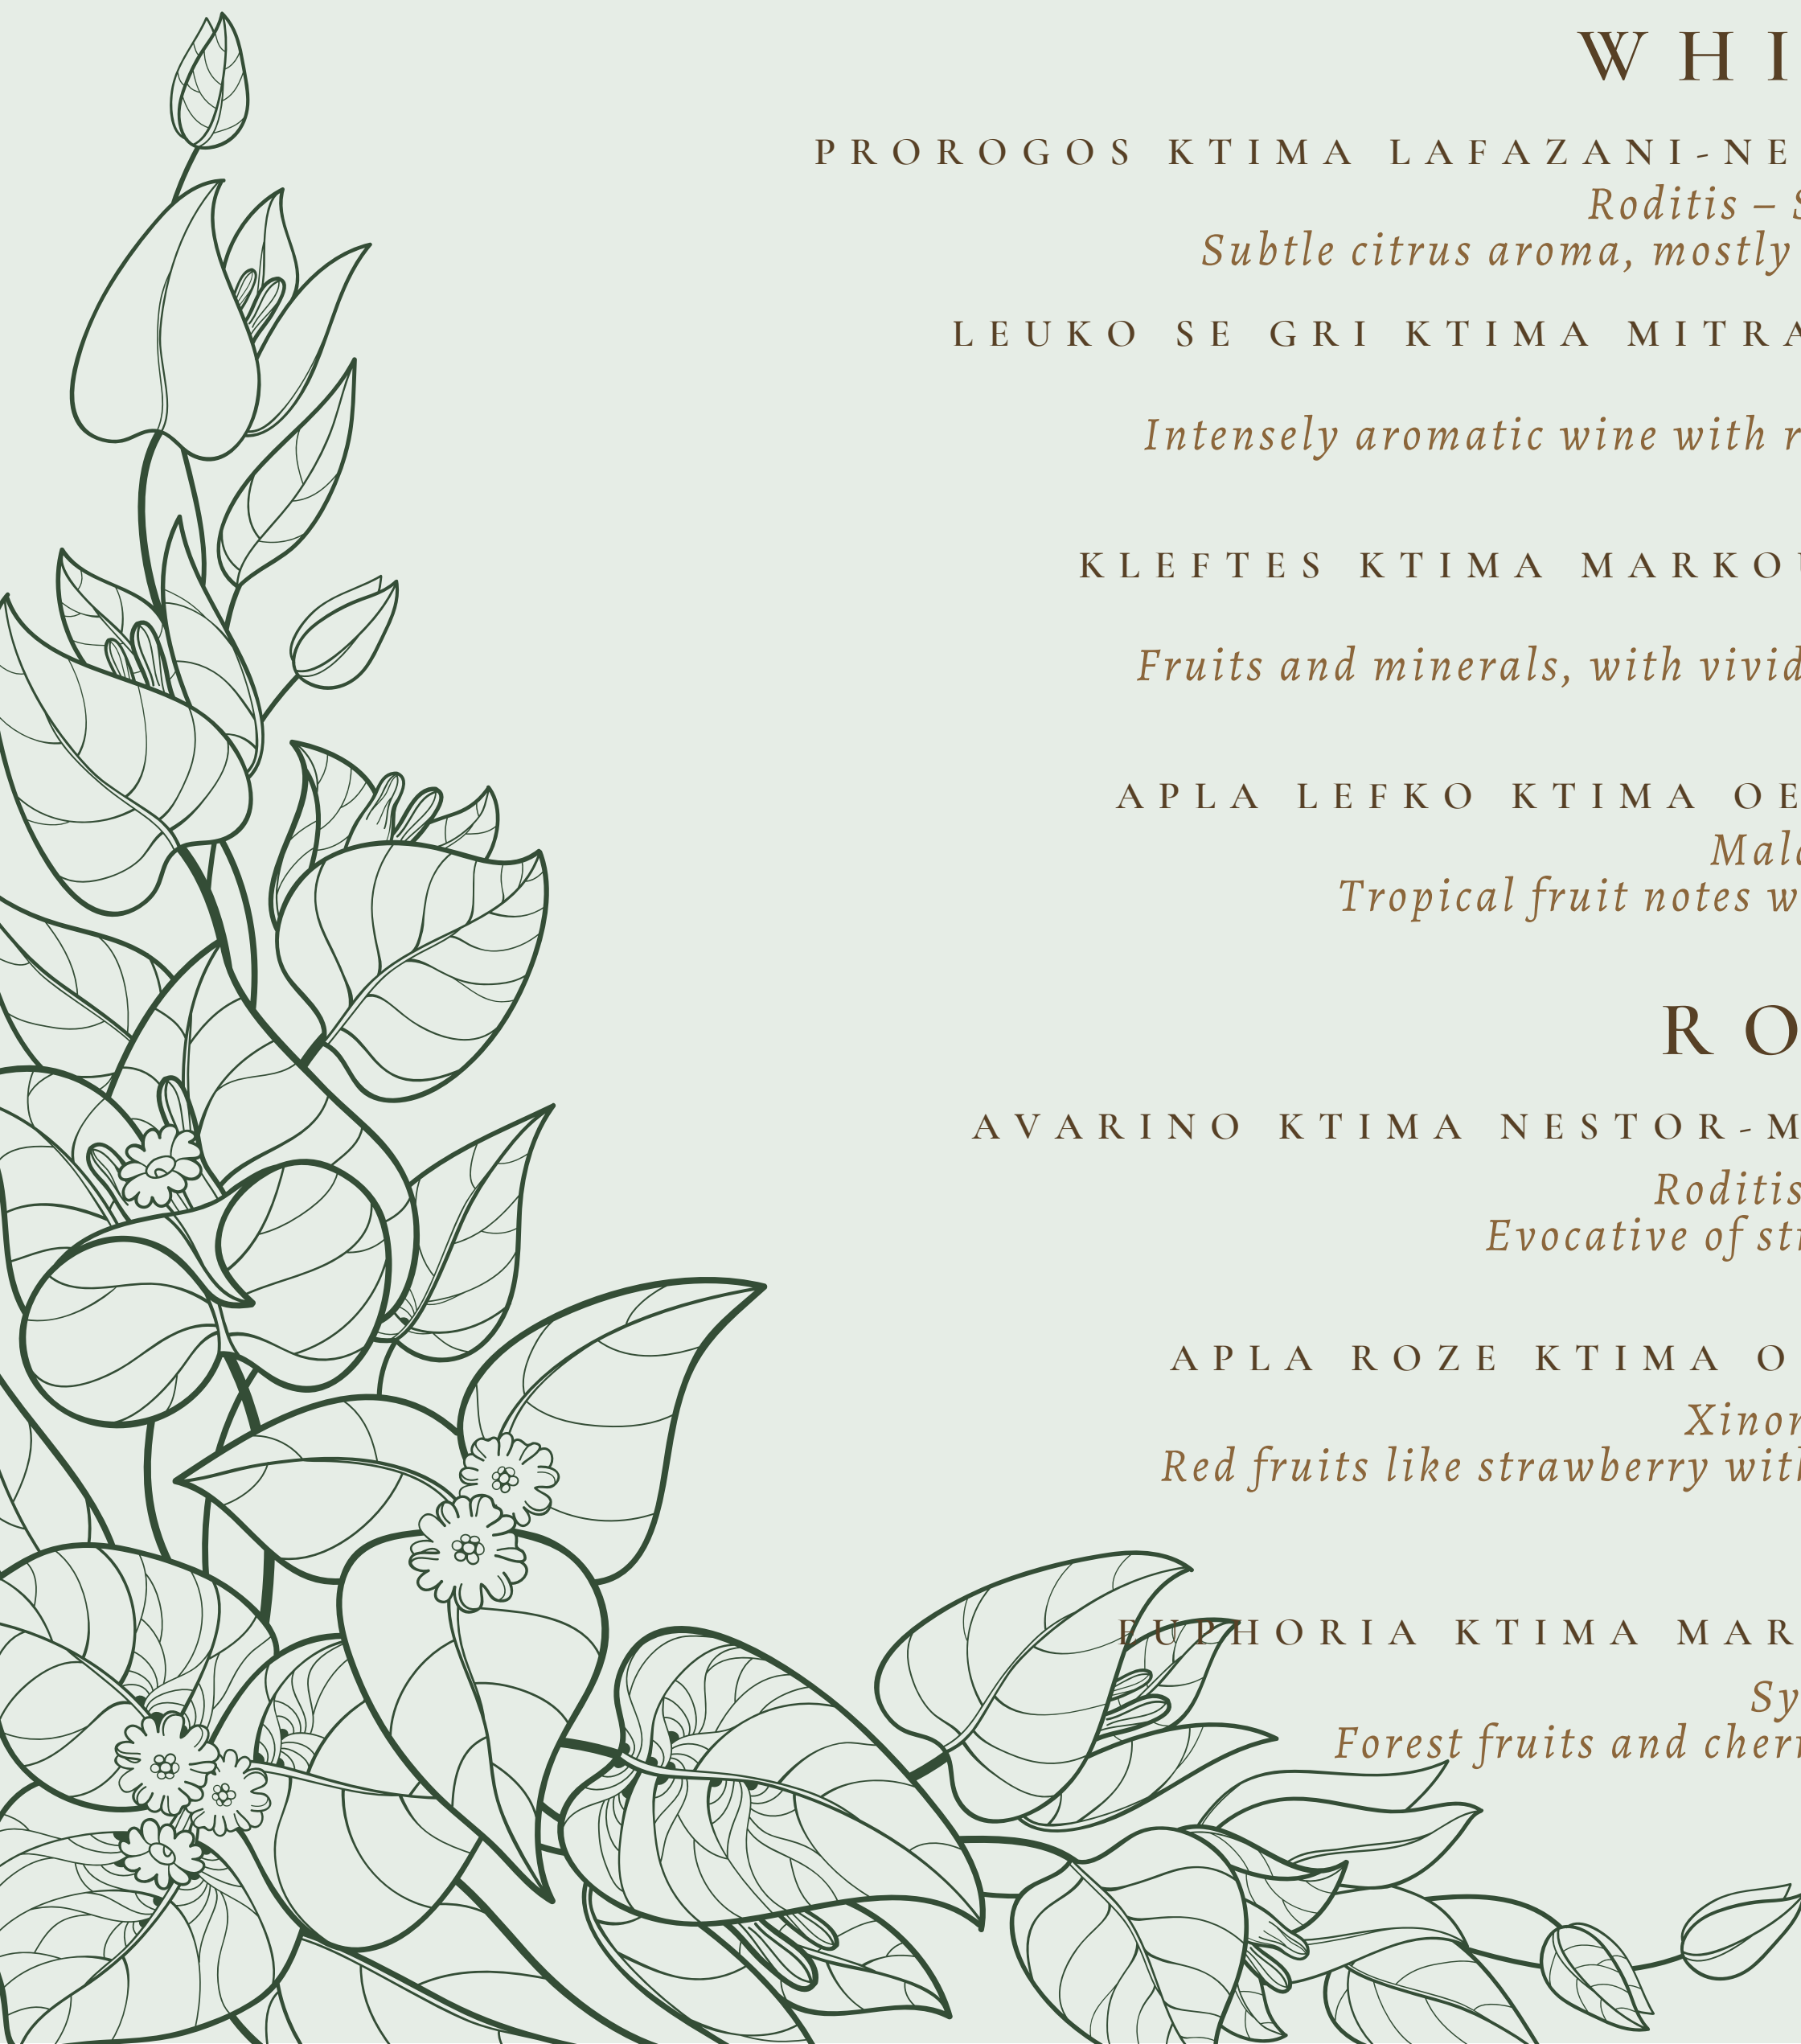 WHI
PROROGOS KTIMA LAFAZANI-NE
Roditis – S
Subtle citrus aroma, mostly
LEUKO SE GRI KTIMA MITRA
Intensely aromatic wine with r
KLEFTES KTIMA MARKOU
Fruits and minerals, with vivid
APLA LEFKO KTIMA OE
Mala
Tropical fruit notes w
RO
AVARINO KTIMA NESTOR-M
Roditis
Evocative of str
APLA ROZE KTIMA O
Xinom
Red fruits like strawberry with
EUPHORIA KTIMA MAR
Sy
Forest fruits and cherr